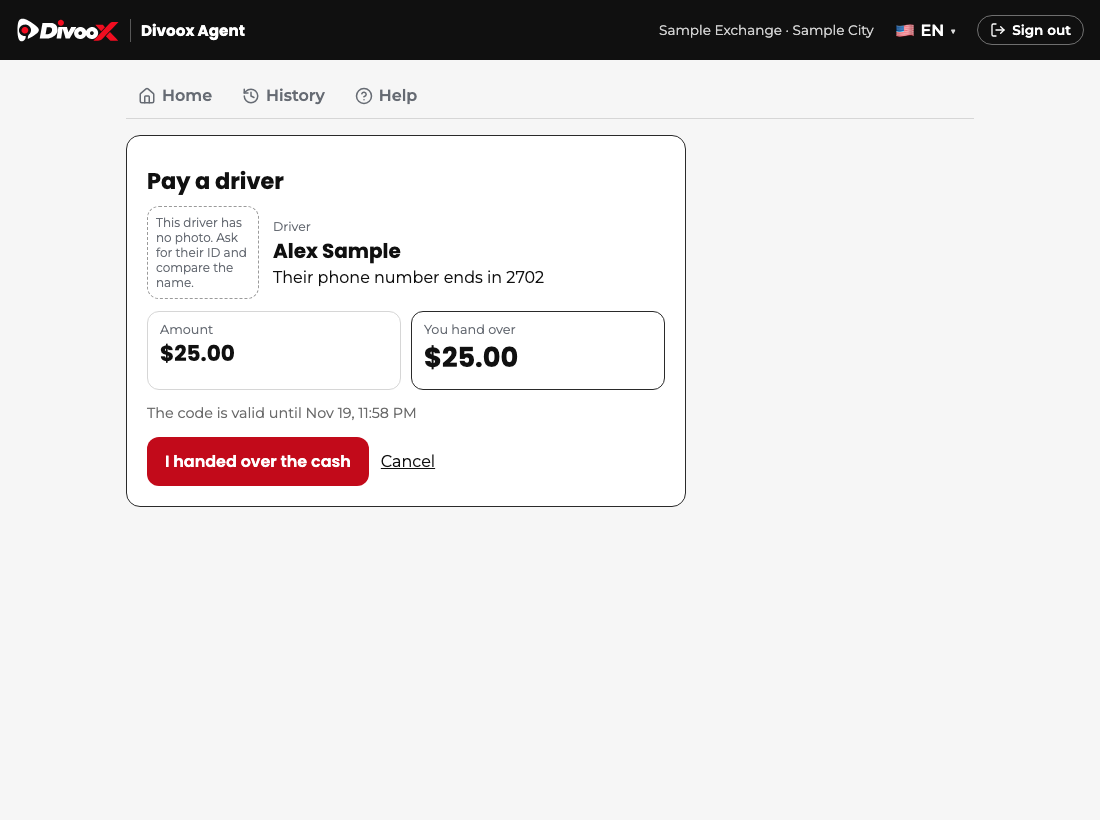 DivooX
Divoox Agent
Sample Exchange · Sample City
EN
Sign out
Home
History
Help
Pay a driver
This driver has
no photo. Ask
for their ID and
compare the
name.
Driver
Alex Sample
Their phone number ends in 2702
Amount
$25.00
You hand over
$25.00
The code is valid until Nov 19, 11:58 PM
I handed over the cash
Cancel